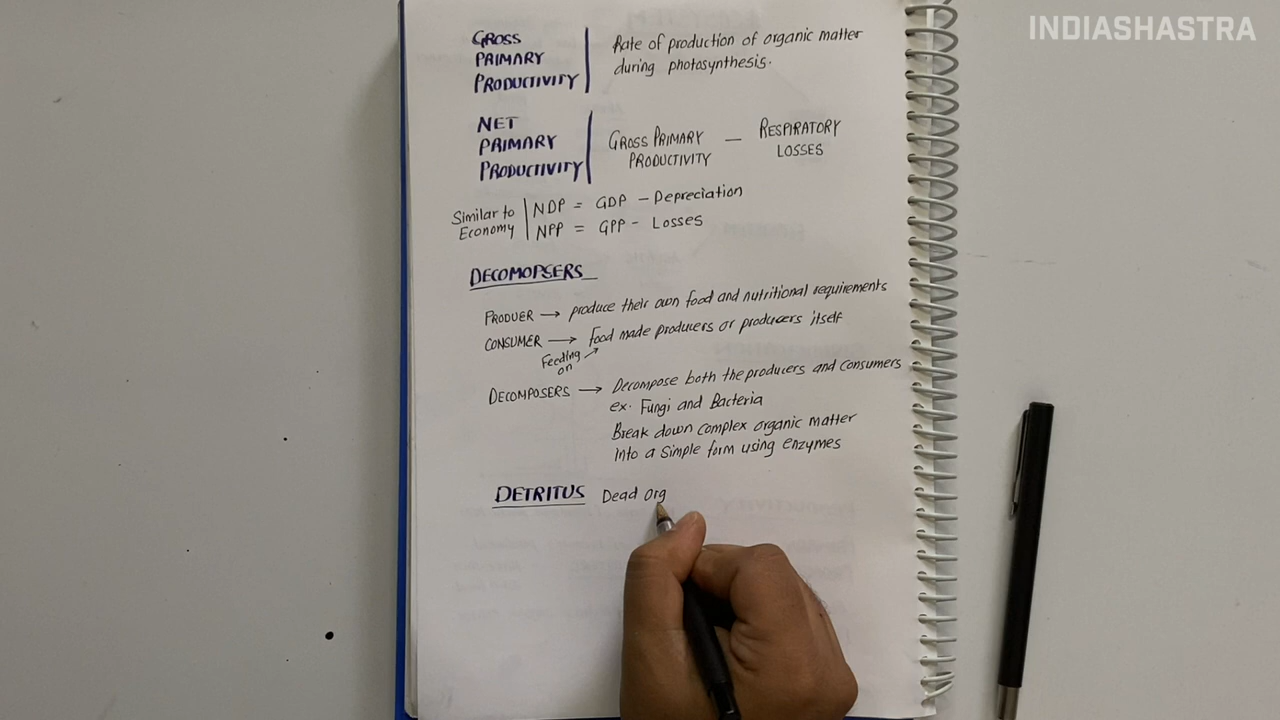 INDIASHASTRA
GROSS
PRIMARY
PRODUCTIVITY
Rate of production of organic matter
during photosynthesis.
NET
PRIMARY
PRODUCTIVITY
GROSS PRIMARY
PRODUCTIVITY
— RESPIRATORY
LOSSES
Similar to
Economy
NDP = GDP - Depreciation
NPP = GPP - Losses
DECOMOPSERS
PRODUER → produce their own food and nutritional requirements
CONSUMER → Food made producers or producers itself
Feeding
on
DECOMPOSERS → Decompose both the producers and consumers
ex. Fungi and Bacteria
Break down complex organic matter
into a simple form using enzymes
DETRITUS Dead Org